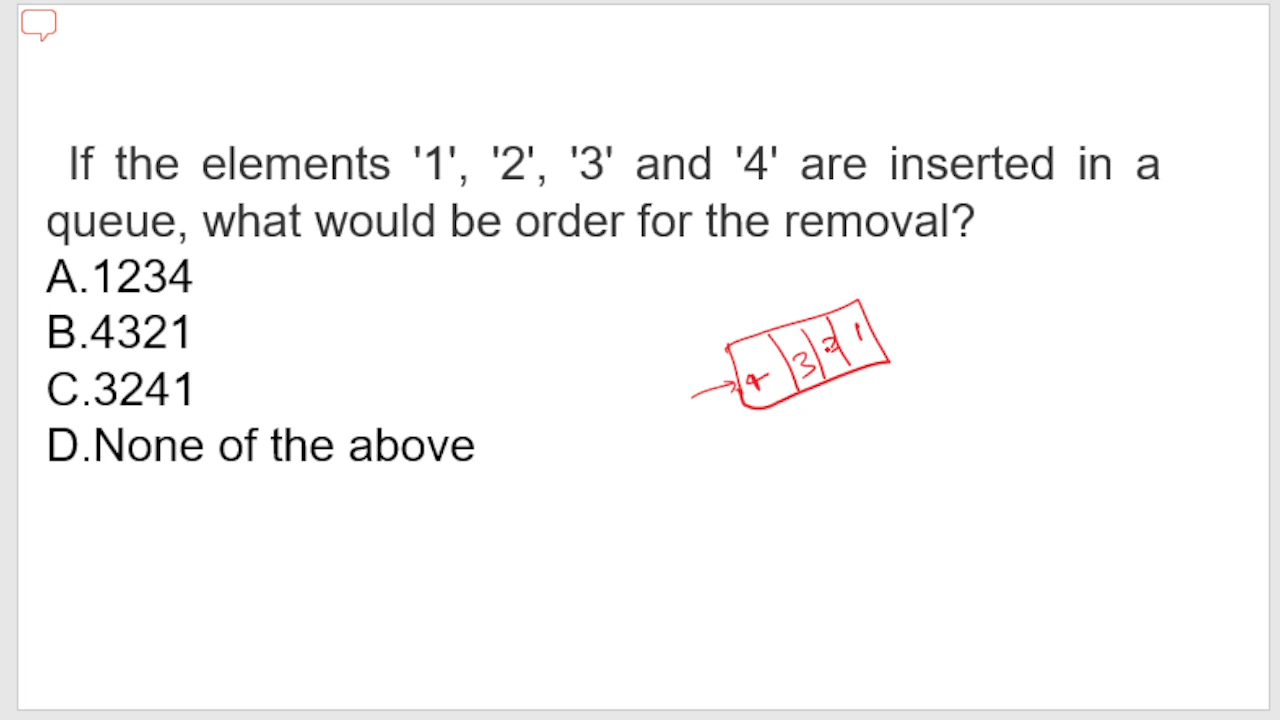 If the elements '1', '2', '3' and '4' are inserted in a
queue, what would be order for the removal?
A.1234
B.4321
C.3241
D.None of the above
4 3 2 1